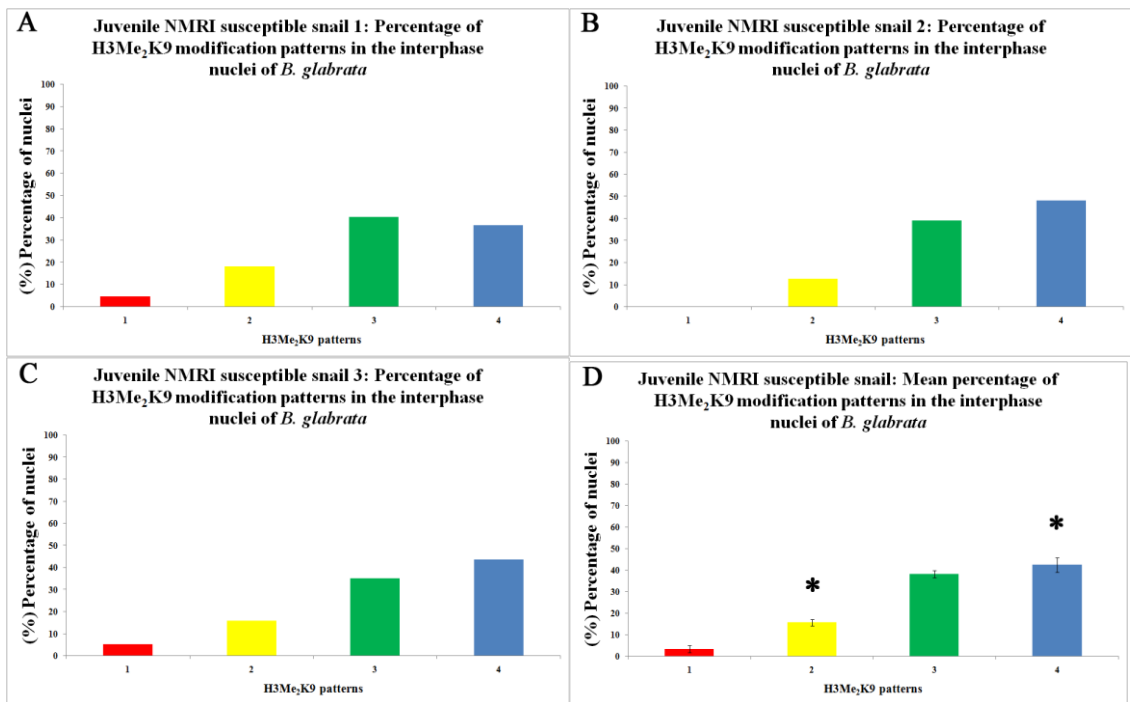 A
Juvenile NMRI susceptible snail 1: Percentage of
H3Me₂K9 modification patterns in the interphase
nuclei of B. glabrata
(%) Percentage of nuclei
100
90
80
70
60
50
40
30
20
10
0
1 2 3 4
H3Me₂K9 patterns
B
Juvenile NMRI susceptible snail 2: Percentage of
H3Me₂K9 modification patterns in the interphase
nuclei of B. glabrata
(%) Percentage of nuclei
100
90
80
70
60
50
40
30
20
10
0
1 2 3 4
H3Me₂K9 patterns
C
Juvenile NMRI susceptible snail 3: Percentage of
H3Me₂K9 modification patterns in the interphase
nuclei of B. glabrata
(%) Percentage of nuclei
100
90
80
70
60
50
40
30
20
10
0
1 2 3 4
H3Me₂K9 patterns
D
Juvenile NMRI susceptible snail: Mean percentage of
H3Me₂K9 modification patterns in the interphase
nuclei of B. glabrata
(%) Percentage of nuclei
100
90
80
70
60
50
40
30
20
10
0
* *
1 2 3 4
H3Me₂K9 patterns